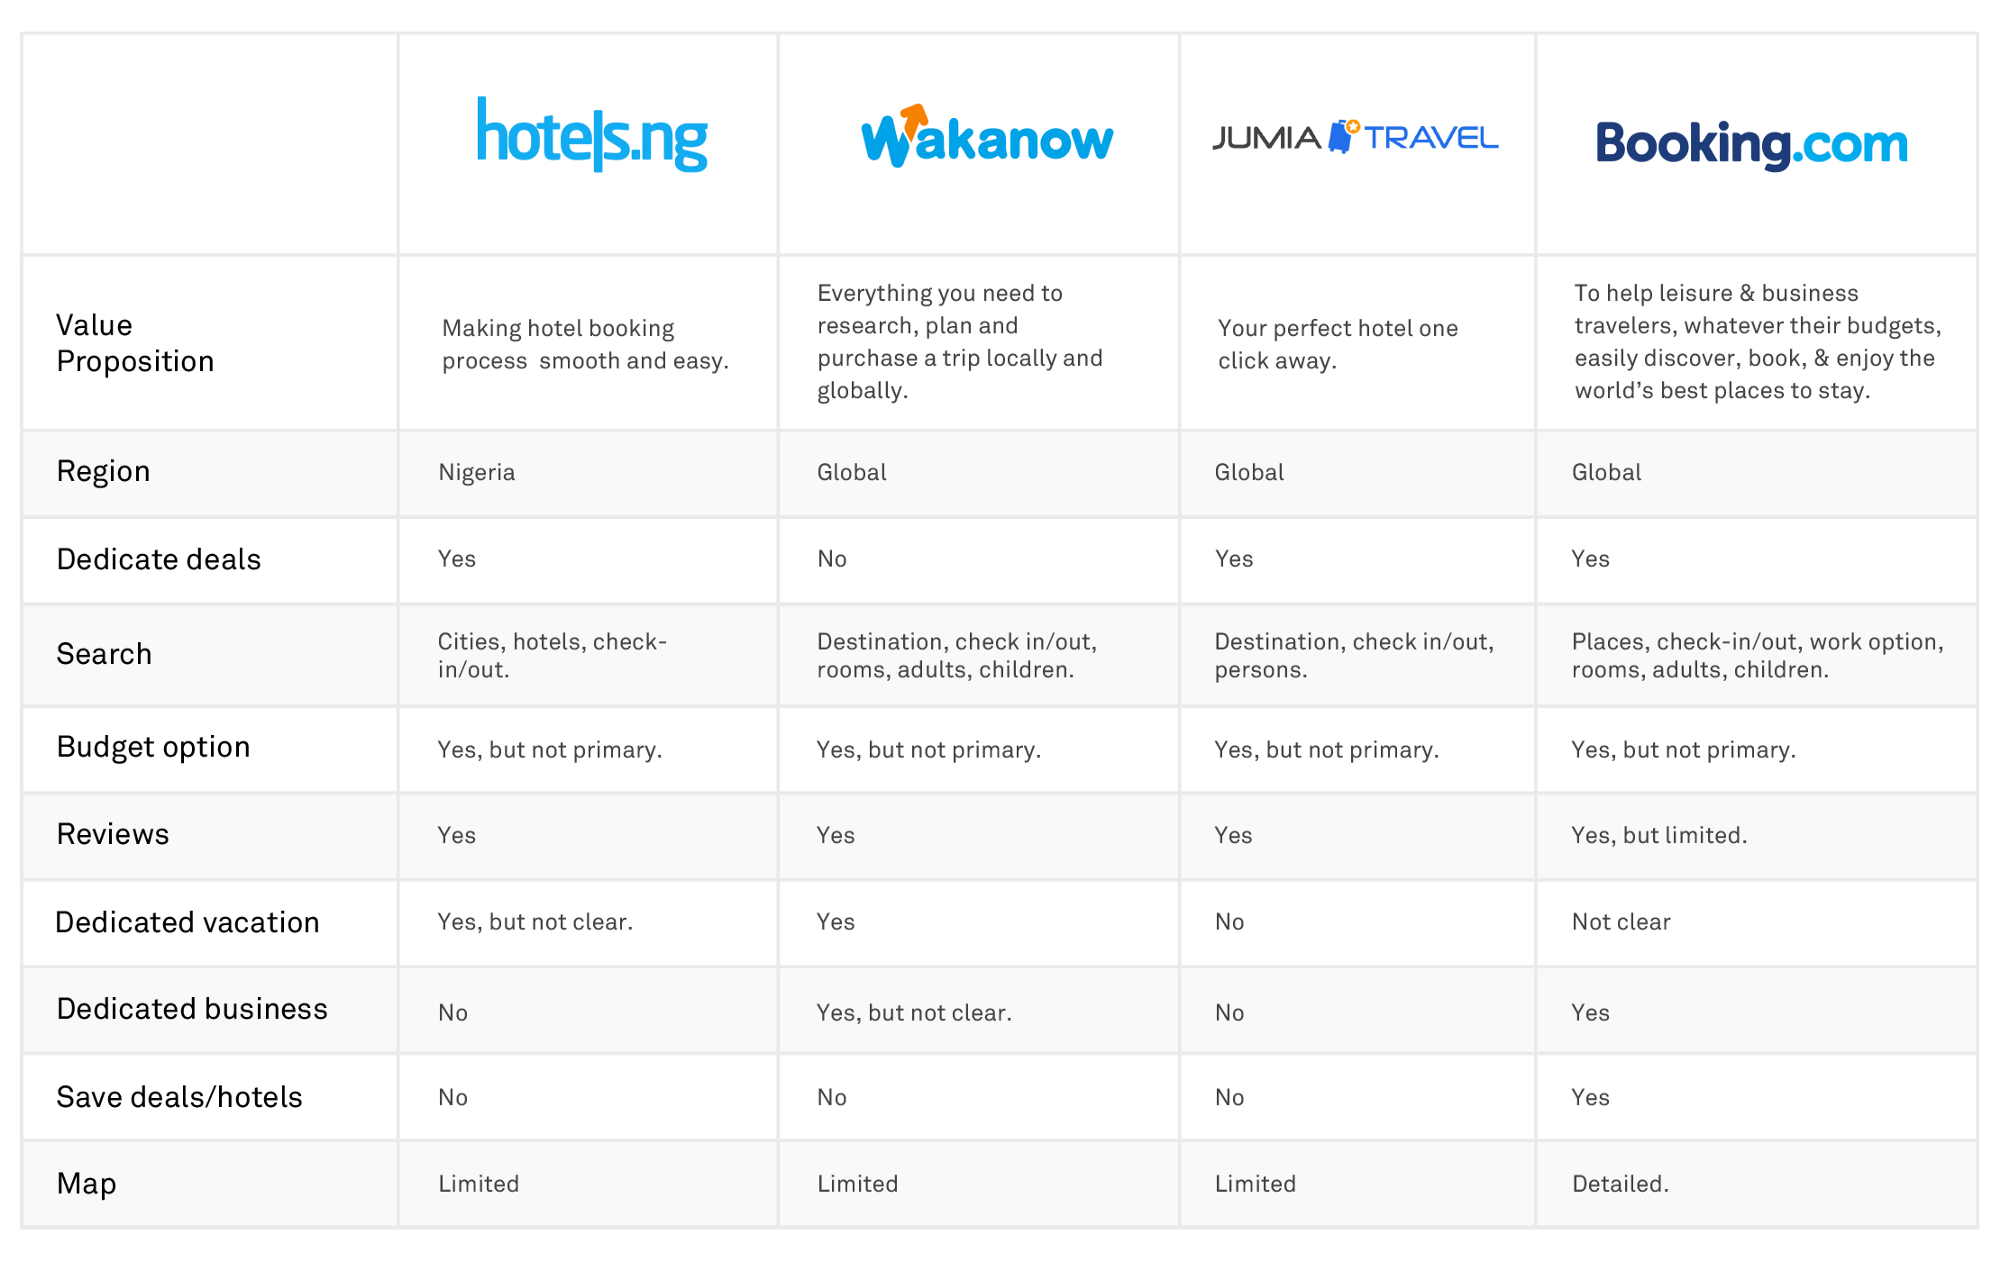 hotels.ng
Wakanow
JUMIA TRAVEL
Booking.com
Value
Proposition
Making hotel booking
process  smooth and easy.
Everything you need to
research, plan and
purchase a trip locally and
globally.
Your perfect hotel one
click away.
To help leisure & business
travelers, whatever their budgets,
easily discover, book, & enjoy the
world’s best places to stay.
Region
Nigeria
Global
Global
Global
Dedicate deals
Yes
No
Yes
Yes
Search
Cities, hotels, check-
in/out.
Destination, check in/out,
rooms, adults, children.
Destination, check in/out,
persons.
Places, check-in/out, work option,
rooms, adults, children.
Budget option
Yes, but not primary.
Yes, but not primary.
Yes, but not primary.
Yes, but not primary.
Reviews
Yes
Yes
Yes
Yes, but limited.
Dedicated vacation
Yes, but not clear.
Yes
No
Not clear
Dedicated business
No
Yes, but not clear.
No
Yes
Save deals/hotels
No
No
No
Yes
Map
Limited
Limited
Limited
Detailed.